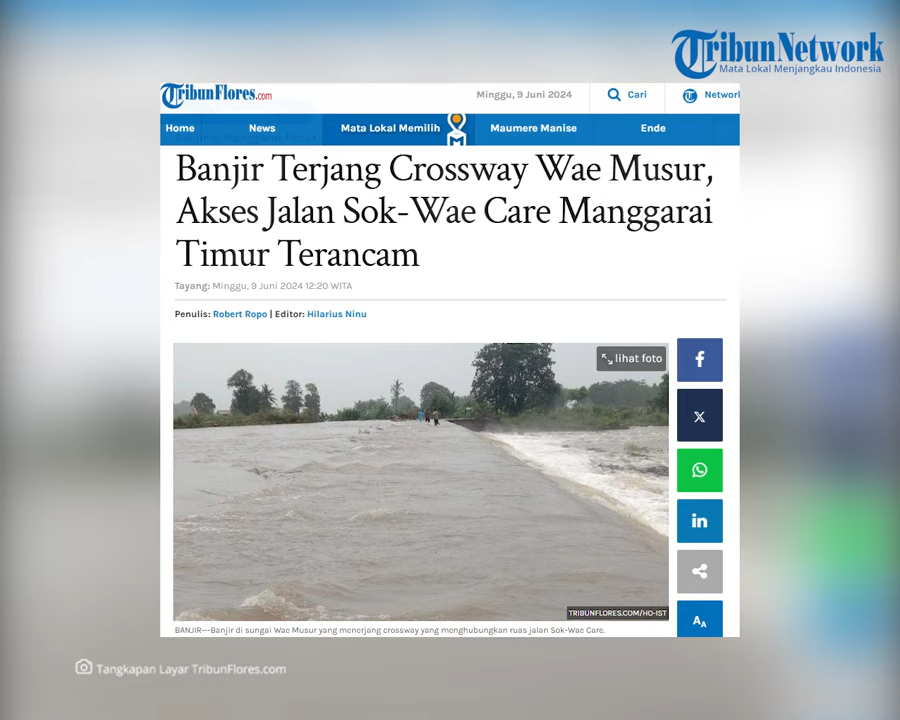 TribunNetwork
Mata Lokal Menjangkau Indonesia
TribunFlores.com
Minggu, 9 Juni 2024
Cari
Network
Home
News
Mata Lokal Memilih
Maumere Manise
Ende
Banjir Terjang Crossway Wae Musur,
Akses Jalan Sok-Wae Care Manggarai
Timur Terancam
Tayang: Minggu, 9 Juni 2024 12:20 WITA
Penulis: Robert Ropo | Editor: Hilarius Ninu
lihat foto
TRIBUNFLORES.COM/HO-IST
BANJIR---Banjir di sungai Wae Musur yang menerjang crossway yang menghubungkan ruas jalan Sok-Wae Care.
AA
Tangkapan Layar TribunFlores.com